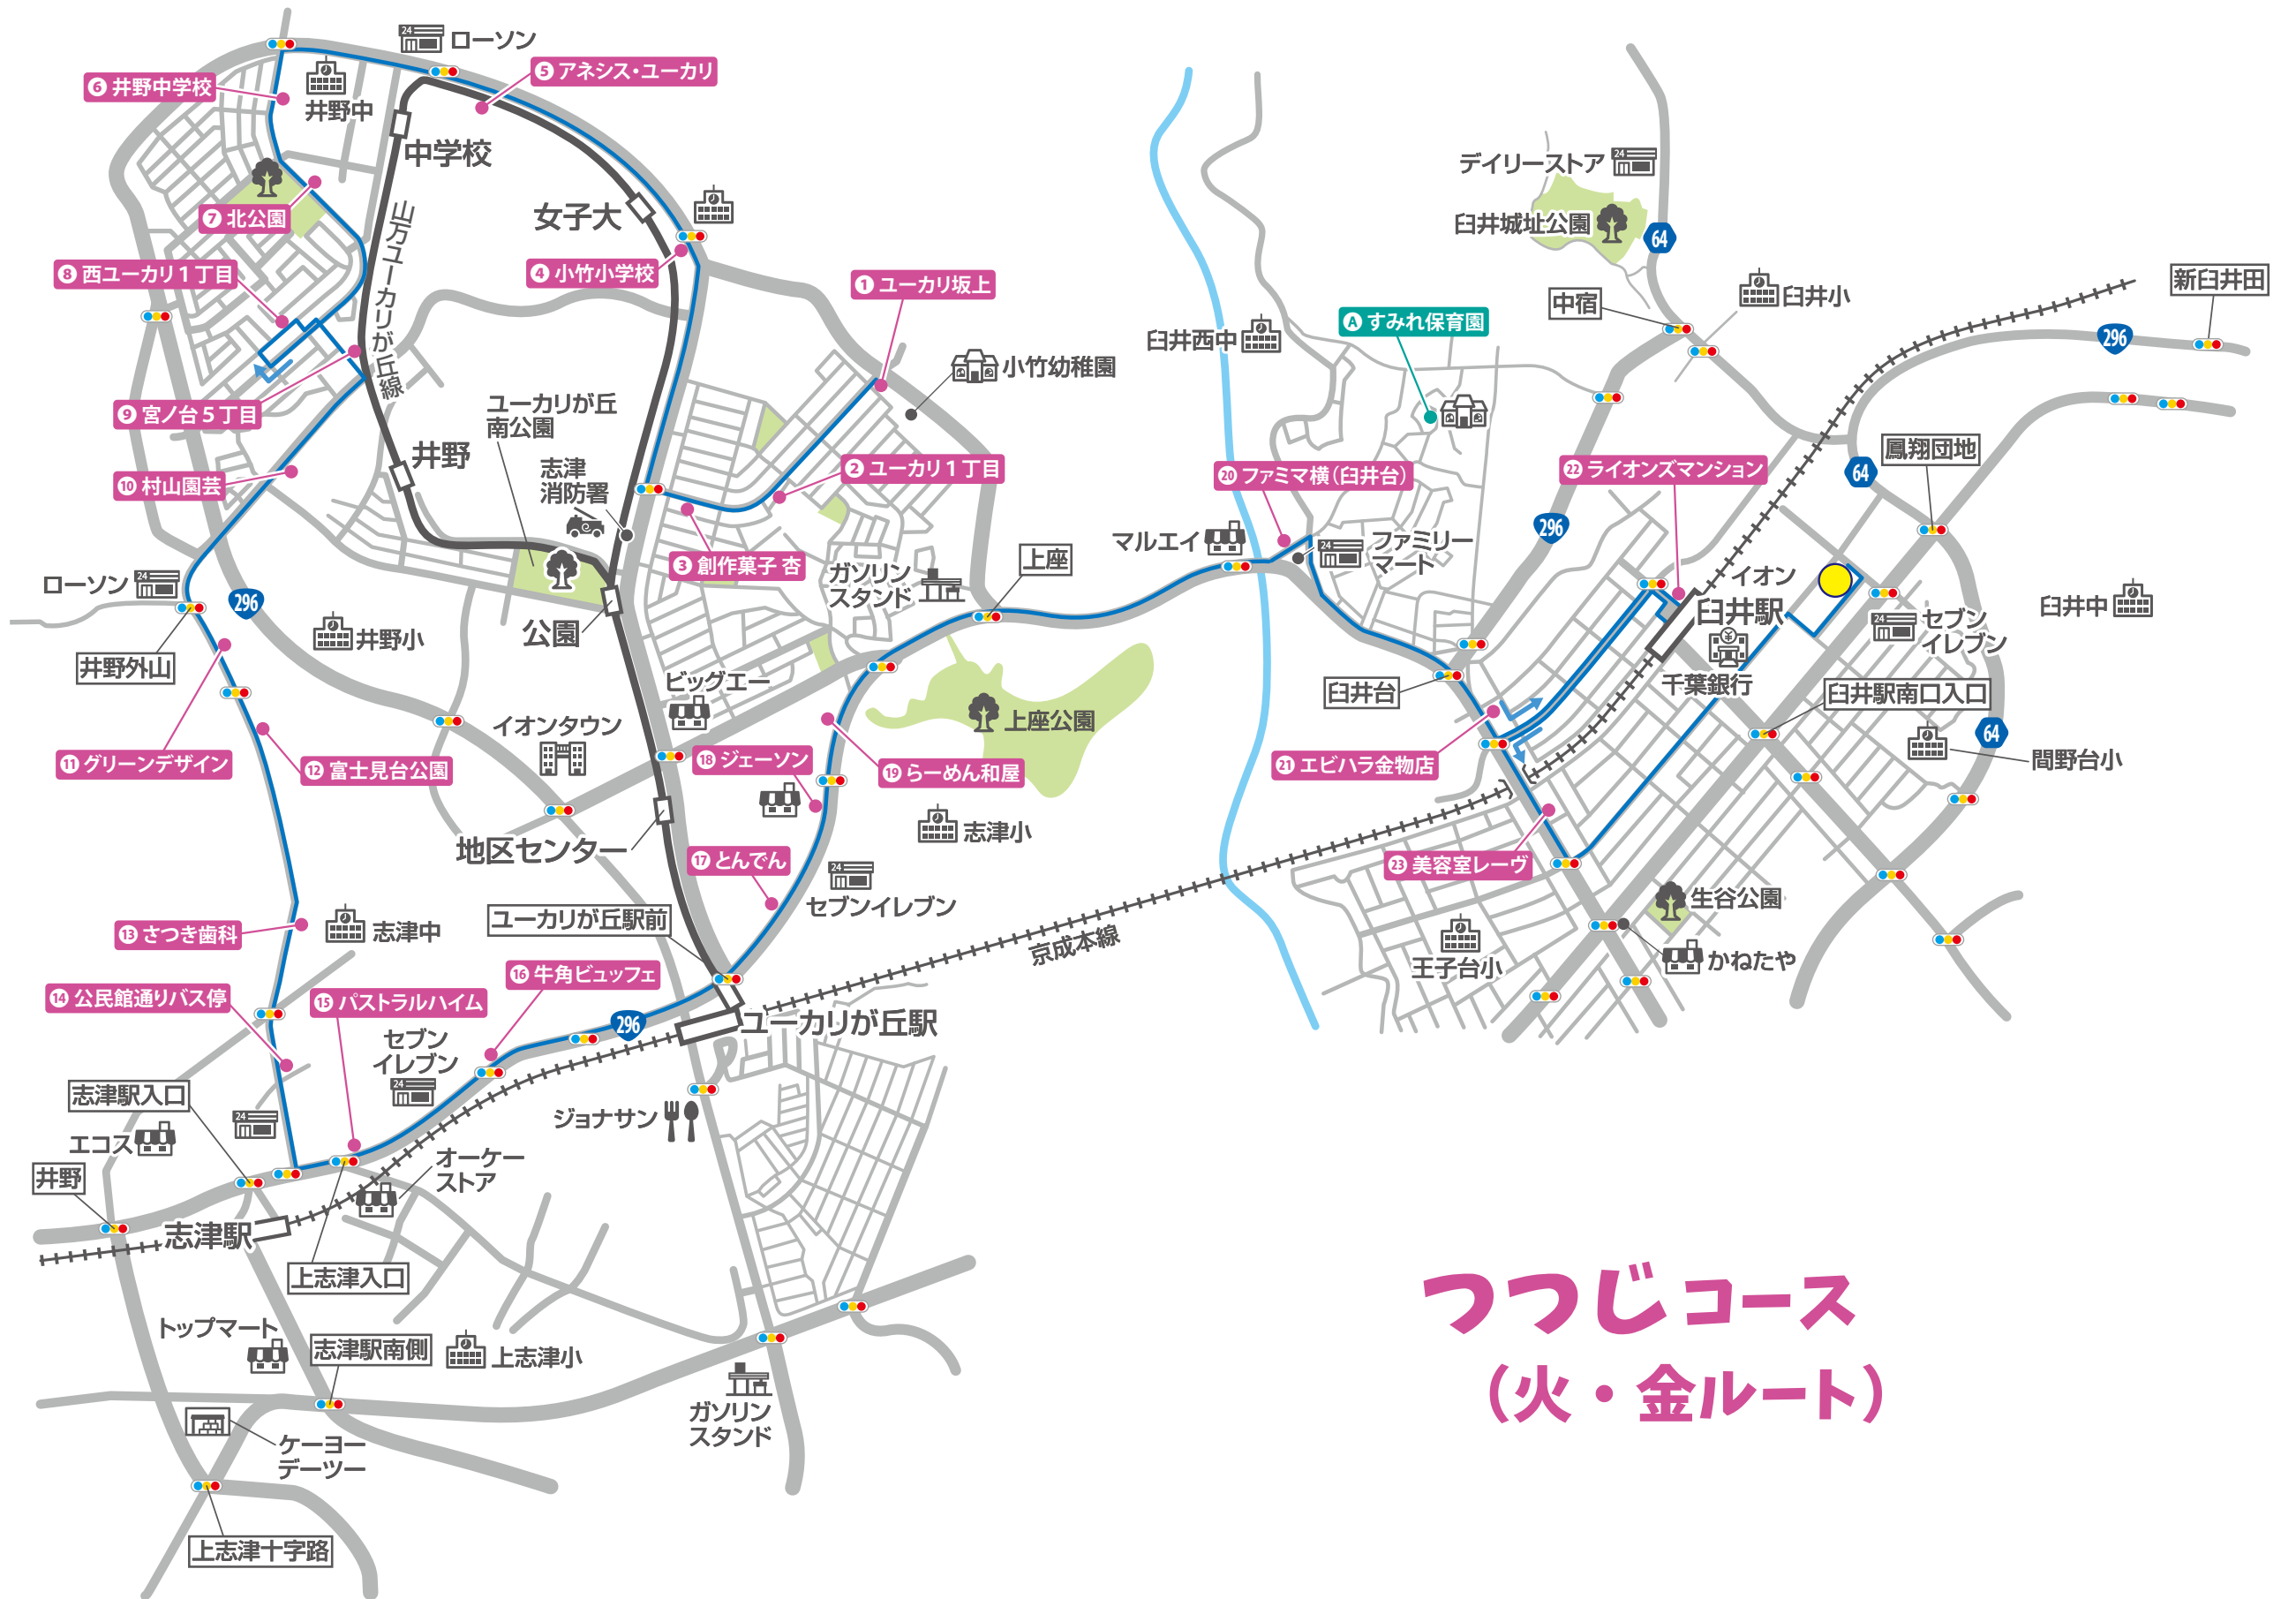 ローソン
24
⑤ アネシス・ユーカリ
⑥ 井野中学校
井野中
中学校
⑦ 北公園
山万ユーカリが丘線
女子大
④ 小竹小学校
⑧ 西ユーカリ1丁目
① ユーカリ坂上
小竹幼稚園
⑨ 宮ノ台5丁目
ユーカリが丘
南公園
井野
志津
消防署
② ユーカリ1丁目
⑩ 村山園芸
③ 創作菓子 杏
ガソリン
スタンド
上座
ローソン
24
296
井野小
公園
井野外山
ビッグエー
イオンタウン
上座公園
⑪ グリーンデザイン
⑫ 富士見台公園
⑱ ジェーソン
⑲ らーめん和屋
志津小
地区センター
⑰ とんでん
24
セブンイレブン
ユーカリが丘駅前
⑬ さつき歯科
志津中
京成本線
⑯ 牛角ビュッフェ
⑭ 公民館通りバス停
⑮ パストラルハイム
296
ユーカリが丘駅
セブン
イレブン
24
志津駅入口
24
エコス
ジョナサン
オーケー
ストア
井野
志津駅
上志津入口
トップマート
志津駅南側
上志津小
ガソリン
スタンド
ケーヨー
デーツー
上志津十字路
デイリーストア
24
臼井城址公園
64
中宿
臼井小
新臼井田
296
Ⓐ すみれ保育園
臼井西中
鳳翔団地
64
⑳ ファミマ横(臼井台)
㉒ ライオンズマンション
296
マルエイ
24
ファミリー
マート
イオン
臼井駅
臼井中
24
セブン
イレブン
千葉銀行
臼井台
臼井駅南口入口
64
間野台小
㉑ エビハラ金物店
㉓ 美容室レーヴ
生谷公園
王子台小
かねたや
つつじコース
(火・金ルート)